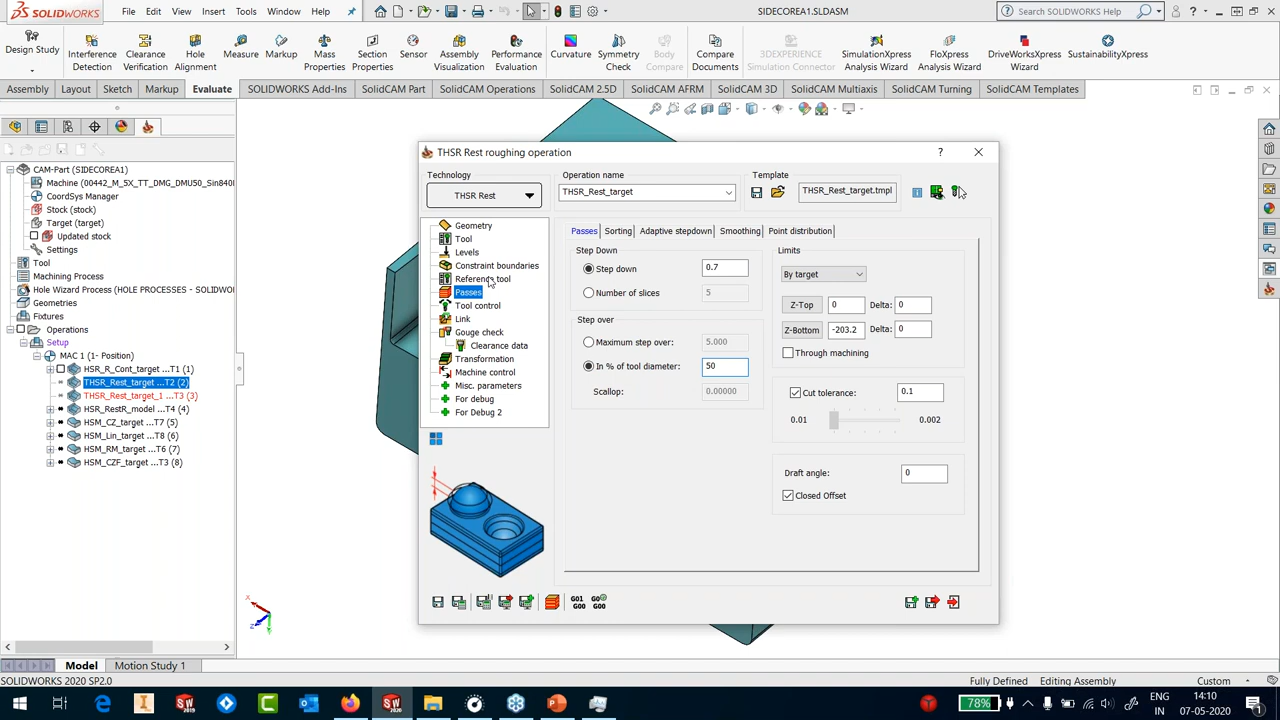 SOLIDWORKS File Edit View Insert Tools Window Help SIDECOREA1.SLDASM Search SOLIDWORKS Help
Design Study
Interference Detection
Clearance Verification
Hole Alignment
Measure
Markup
Mass Properties
Section Properties
Sensor
Assembly Visualization
Performance Evaluation
Curvature
Symmetry Check
Body Compare
Compare Documents
3DEXPERIENCE Simulation Connector
SimulationXpress Analysis Wizard
FloXpress Analysis Wizard
DriveWorksXpress Wizard
SustainabilityXpress
Assembly Layout Sketch Markup Evaluate SOLIDWORKS Add-Ins SolidCAM Part SolidCAM Operations SolidCAM 2.5D SolidCAM AFRM SolidCAM 3D SolidCAM Multiaxis SolidCAM Turning SolidCAM Templates
CAM-Part (SIDECOREA1)
Machine (00442_M_5X_TT_DMG_DMU50_Sin840
CoordSys Manager
Stock (stock)
Target (target)
Updated stock
Settings
Tool
Machining Process
Hole Wizard Process (HOLE PROCESSES - SOLIDWO
Geometries
Fixtures
Operations
Setup
MAC 1 (1- Position)
HSR_R_Cont_target ...T1 (1)
THSR_Rest_target ...T2 (2)
THSR_Rest_target_1 ...T3 (3)
HSR_RestR_model ...T4 (4)
HSM_CZ_target ...T7 (5)
HSM_Lin_target ...T8 (6)
HSM_RM_target ...T6 (7)
HSM_CZF_target ...T3 (8)
THSR Rest roughing operation
Technology
THSR Rest
Operation name
THSR_Rest_target
Template
THSR_Rest_target.tmpl
Geometry
Tool
Levels
Constraint boundaries
Reference tool
Passes
Tool control
Link
Gouge check
Clearance data
Transformation
Machine control
Misc. parameters
For debug
For Debug 2
Passes Sorting Adaptive stepdown Smoothing Point distribution
Step Down
Step down 0.7
Number of slices 5
Step over
Maximum step over: 5.000
In % of tool diameter: 50
Scallop: 0.00000
Limits
By target
Z-Top 0 Delta: 0
Z-Bottom -203.2 Delta: 0
Through machining
Cut tolerance: 0.1
0.01 0.002
Draft angle: 0
Closed Offset
G01 G00
G0 G00
X
Z
Model Motion Study 1
SOLIDWORKS 2020 SP2.0 Fully Defined Editing Assembly Custom
SW 2019
SW 2020
78%
ENG IN
14:10
07-05-2020